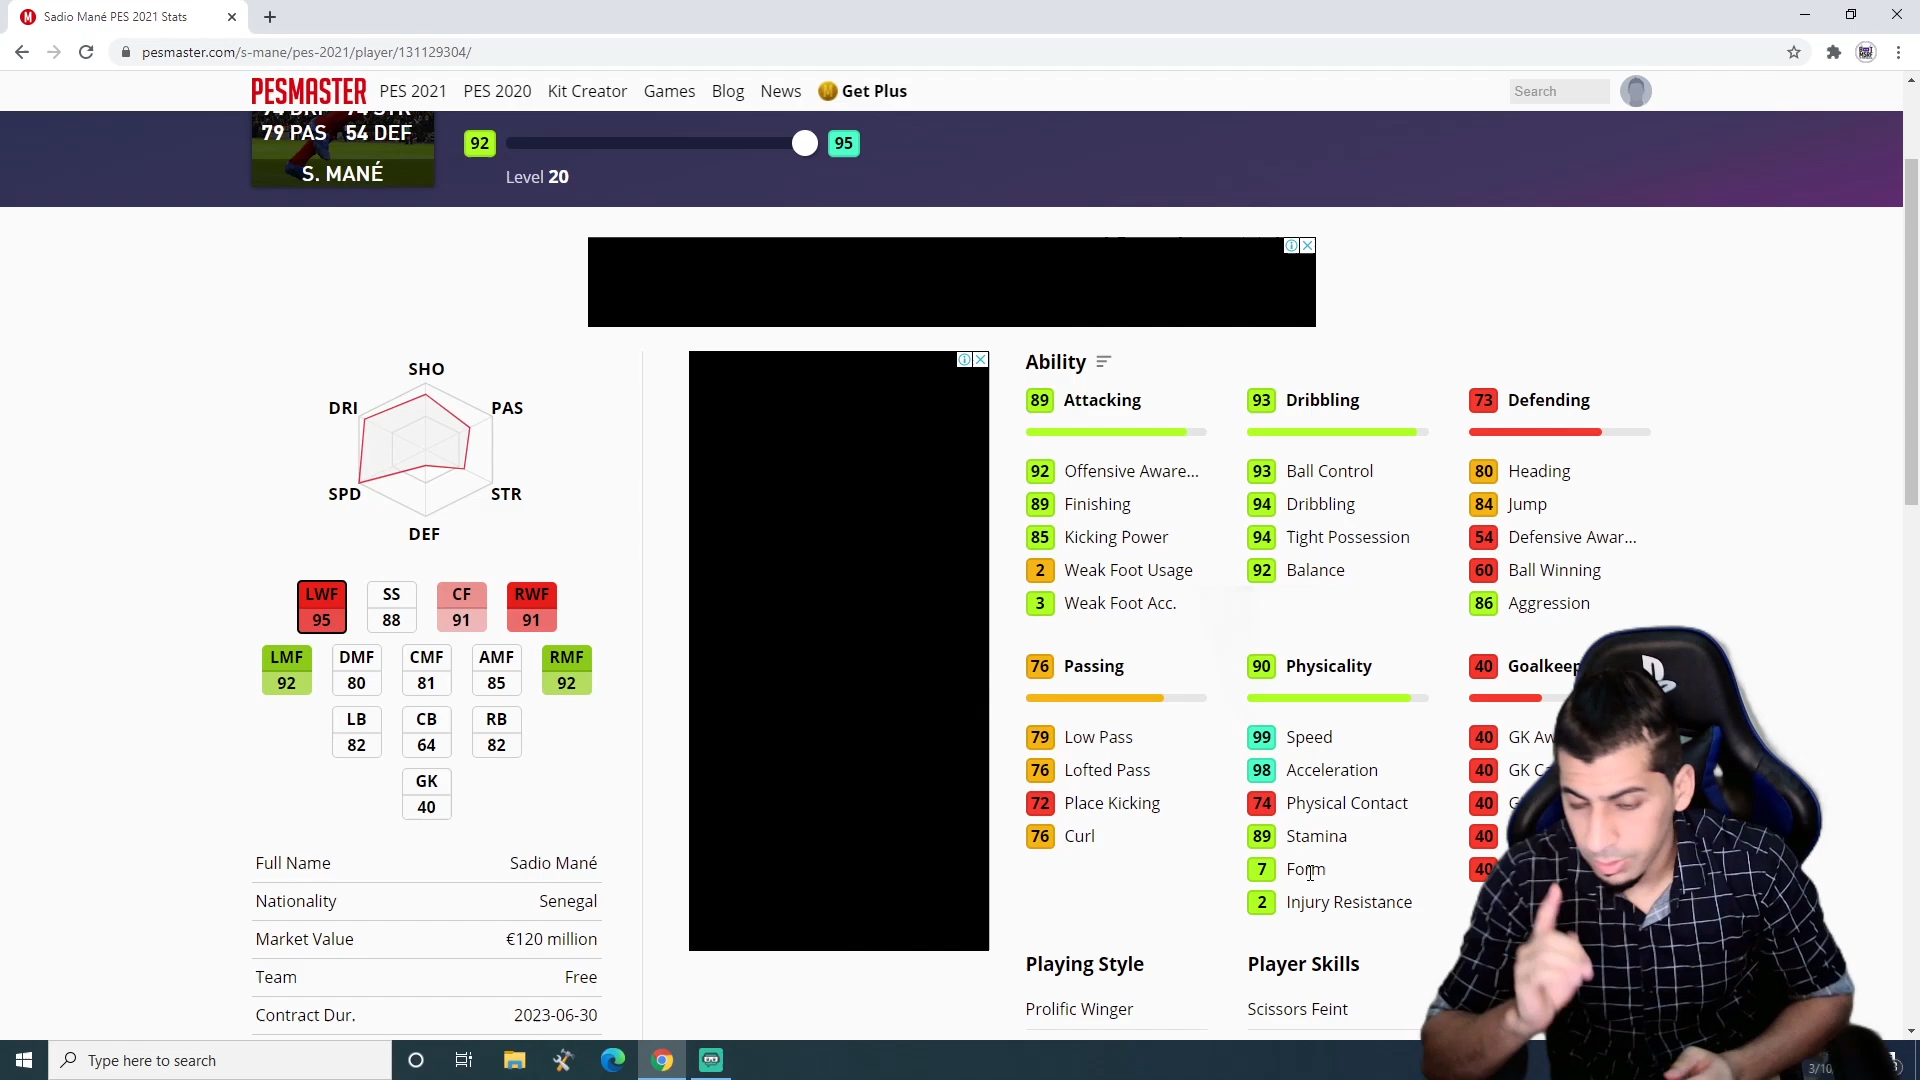 Sadio Mané PES 2021 Stats
pesmaster.com/s-mane/pes-2021/player/131129304/
PESMASTER PES 2021 PES 2020 Kit Creator Games Blog News Get Plus Search
79 PAS 54 DEF
S. MANÉ
92 95
Level 20
SHO
DRI PAS
SPD STR
DEF
LWF SS CF RWF
95 88 91 91
LMF DMF CMF AMF RMF
92 80 81 85 92
LB CB RB
82 64 82
GK
40
Full Name Sadio Mané
Nationality Senegal
Market Value €120 million
Team Free
Contract Dur. 2023-06-30
Ability
89 Attacking
92 Offensive Aware...
89 Finishing
85 Kicking Power
2 Weak Foot Usage
3 Weak Foot Acc.
93 Dribbling
93 Ball Control
94 Dribbling
94 Tight Possession
92 Balance
73 Defending
80 Heading
84 Jump
54 Defensive Awar...
60 Ball Winning
86 Aggression
76 Passing
79 Low Pass
76 Lofted Pass
72 Place Kicking
76 Curl
90 Physicality
99 Speed
98 Acceleration
74 Physical Contact
89 Stamina
7 Form
2 Injury Resistance
40 Goalkeep
40 GK Aw
40 GK C
40 G
40
40
Playing Style
Prolific Winger
Player Skills
Scissors Feint
Type here to search
3/10